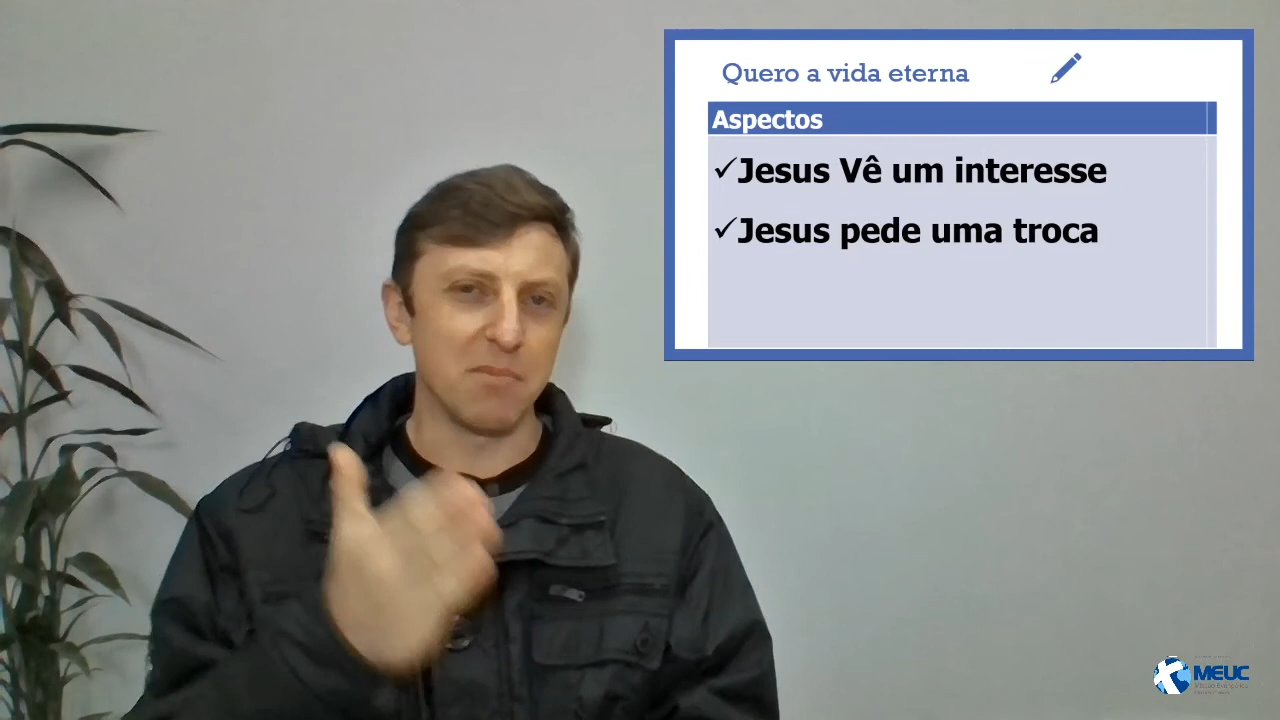 Quero a vida eterna
Aspectos
✓Jesus Vê um interesse
✓Jesus pede uma troca
MEUC